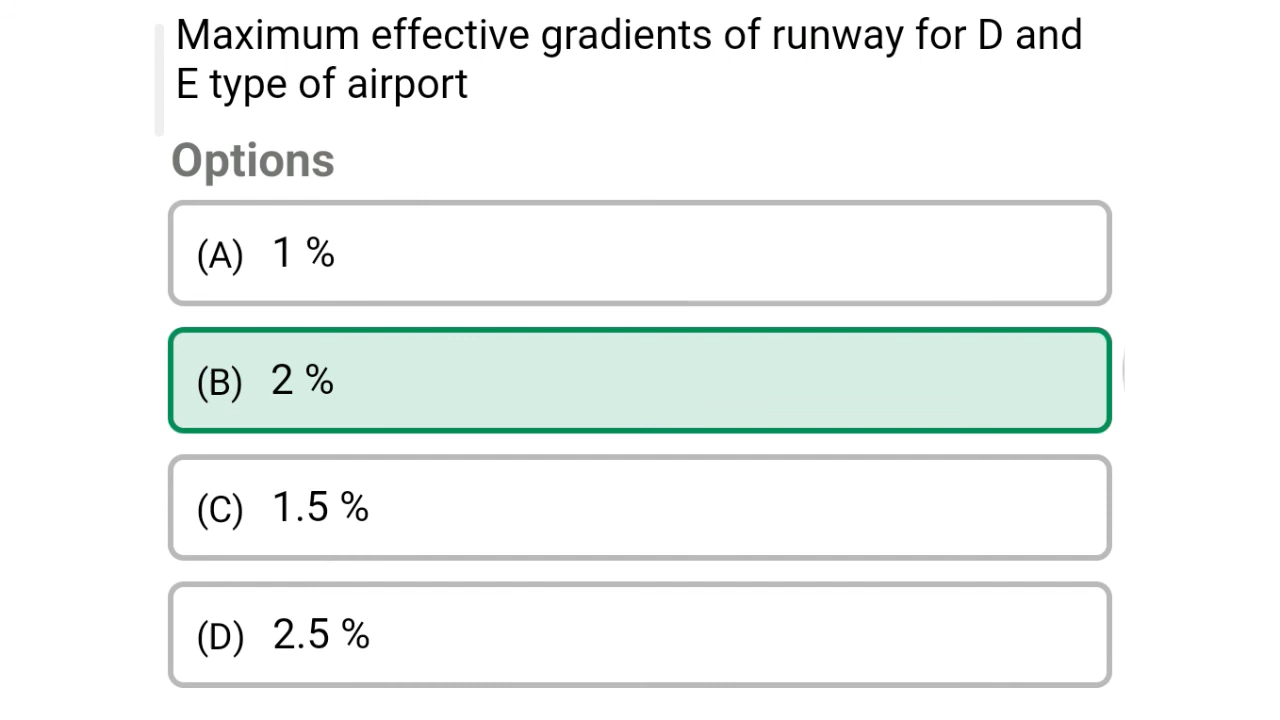 Maximum effective gradients of runway for D and
E type of airport
Options
(A) 1 %
(B) 2 %
(C) 1.5 %
(D) 2.5 %